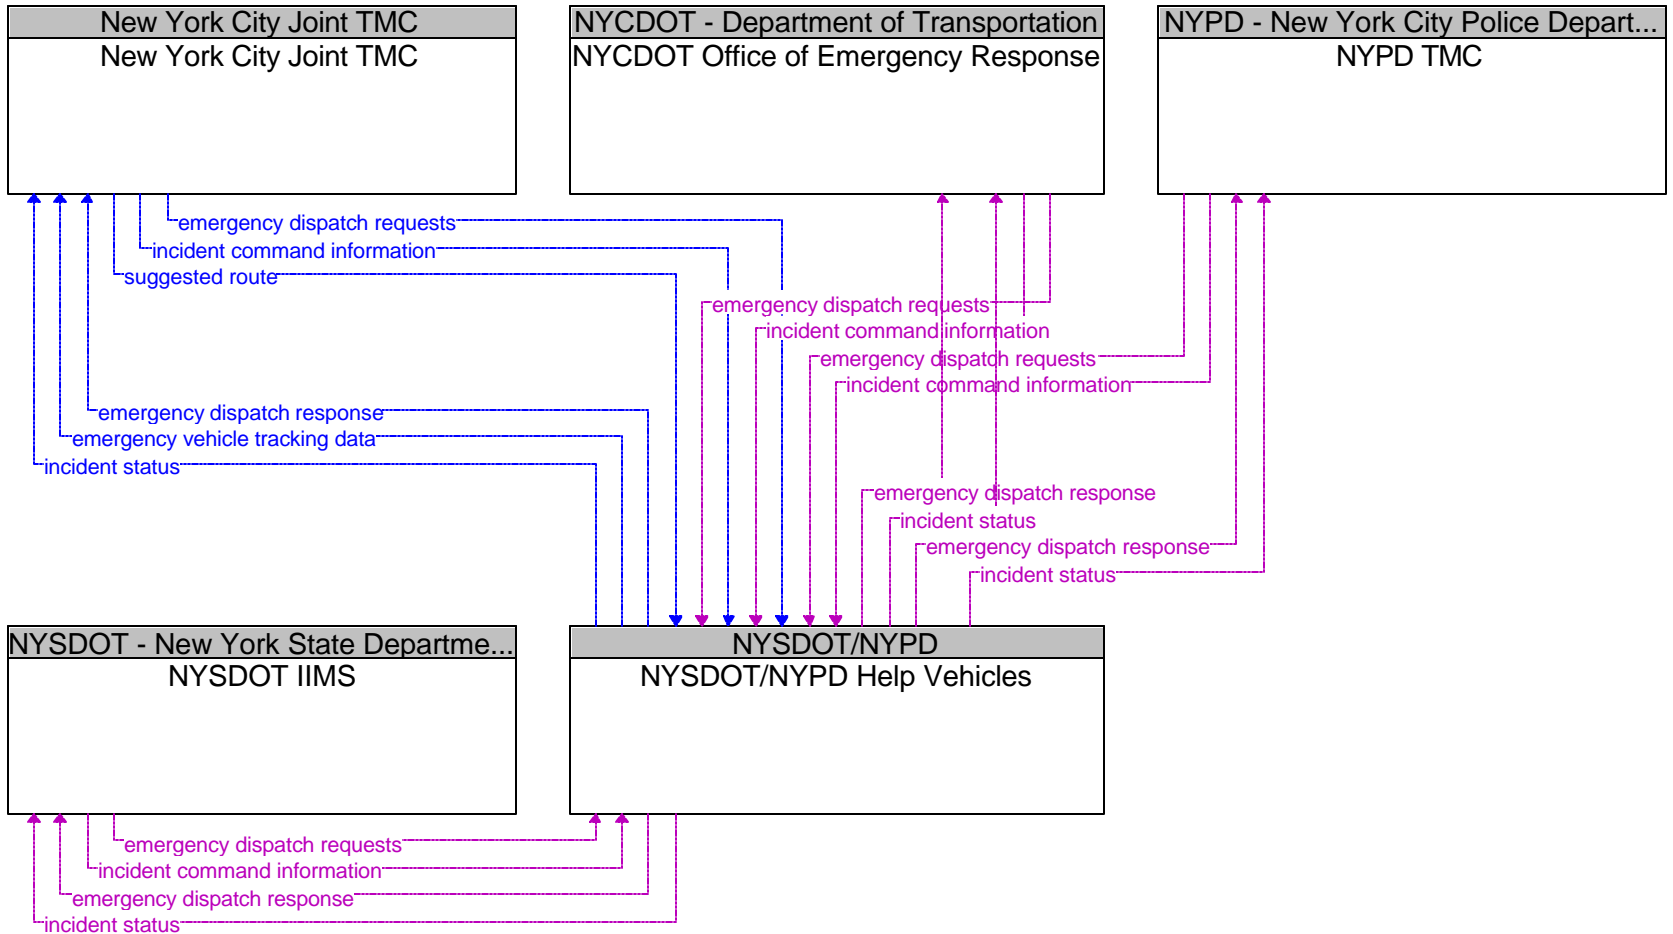 New York City Joint TMC
New York City Joint TMC
NYCDOT - Department of Transportation
NYCDOT Office of Emergency Response
NYPD - New York City Police Depart...
NYPD TMC
emergency dispatch requests
incident command information
suggested route
emergency dispatch requests
incident command information
emergency dispatch requests
incident command information
emergency dispatch response
emergency vehicle tracking data
incident status
emergency dispatch response
incident status
emergency dispatch response
incident status
NYSDOT - New York State Departme...
NYSDOT IIMS
NYSDOT/NYPD
NYSDOT/NYPD Help Vehicles
emergency dispatch requests
incident command information
emergency dispatch response
incident status